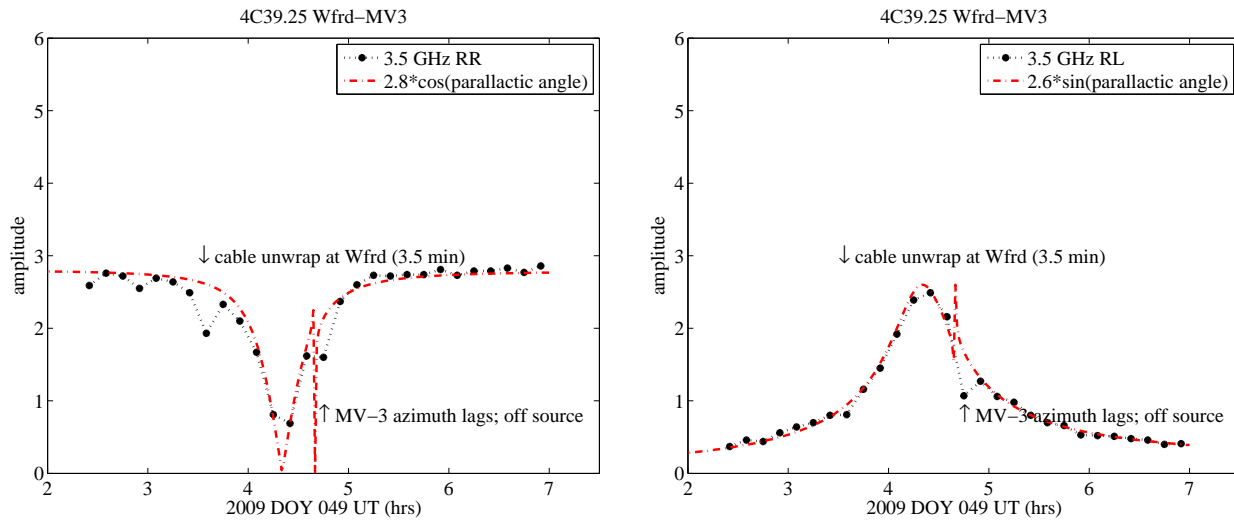 4C39.25 Wfrd−MV3
6
5
4
3
2
1
0
amplitude
3.5 GHz RR
2.8*cos(parallactic angle)
↓ cable unwrap at Wfrd (3.5 min)
↑ MV−3 azimuth lags; off source
2 3 4 5 6 7
2009 DOY 049 UT (hrs)
4C39.25 Wfrd−MV3
6
5
4
3
2
1
0
amplitude
3.5 GHz RL
2.6*sin(parallactic angle)
↓ cable unwrap at Wfrd (3.5 min)
↑ MV−3 azimuth lags; off source
2 3 4 5 6 7
2009 DOY 049 UT (hrs)